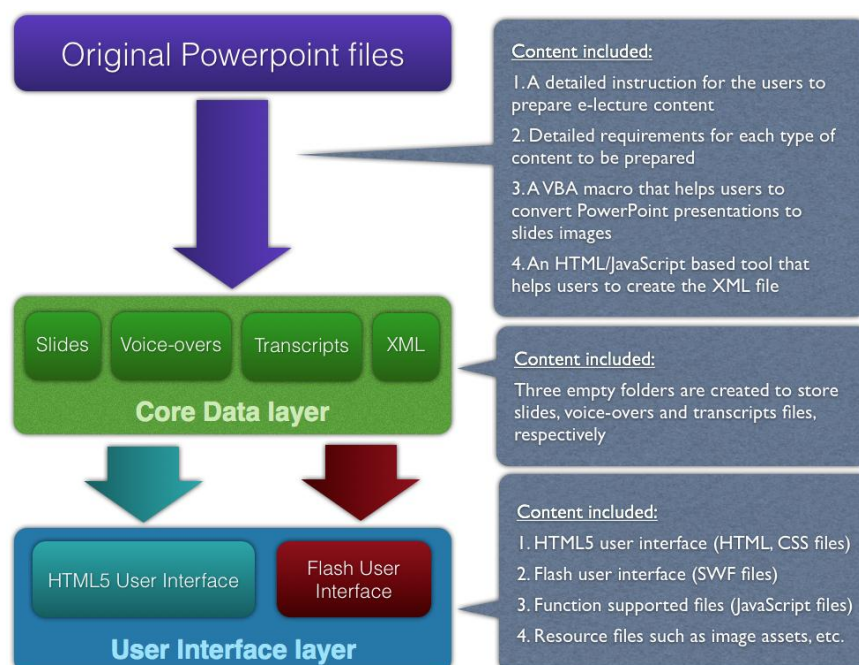 Original Powerpoint files
Content included:
1. A detailed instruction for the users to
prepare e-lecture content
2. Detailed requirements for each type of
content to be prepared
3. A VBA macro that helps users to
convert PowerPoint presentations to
slides images
4. An HTML/JavaScript based tool that
helps users to create the XML file
Slides
Voice-overs
Transcripts
XML
Core Data layer
Content included:
Three empty folders are created to store
slides, voice-overs and transcripts files,
respectively
HTML5 User Interface
Flash User
Interface
User Interface layer
Content included:
1. HTML5 user interface (HTML, CSS files)
2. Flash user interface (SWF files)
3. Function supported files (JavaScript files)
4. Resource files such as image assets, etc.